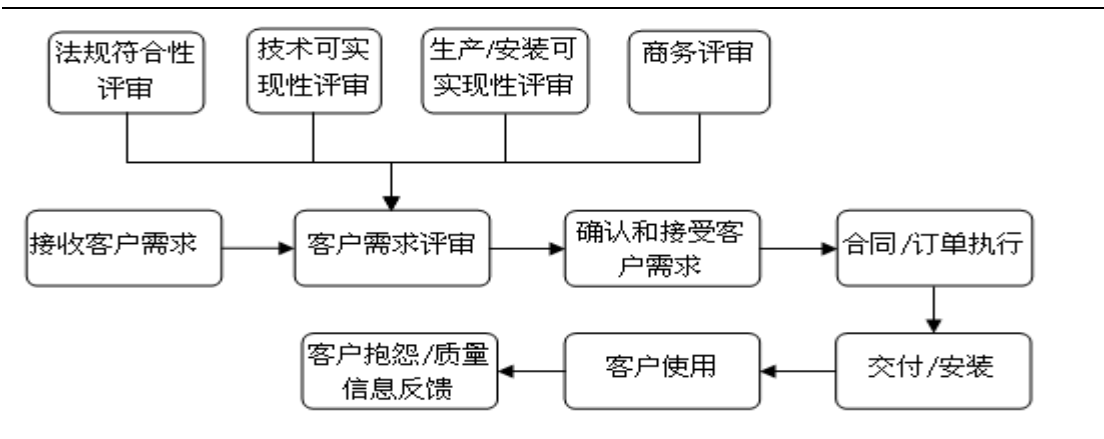 法规符合性
评审
技术可实
现性评审
生产/安装可
实现性评审
商务评审
接收客户需求
客户需求评审
确认和接受客
户需求
合同/订单执行
客户抱怨/质量
信息反馈
客户使用
交付/安装